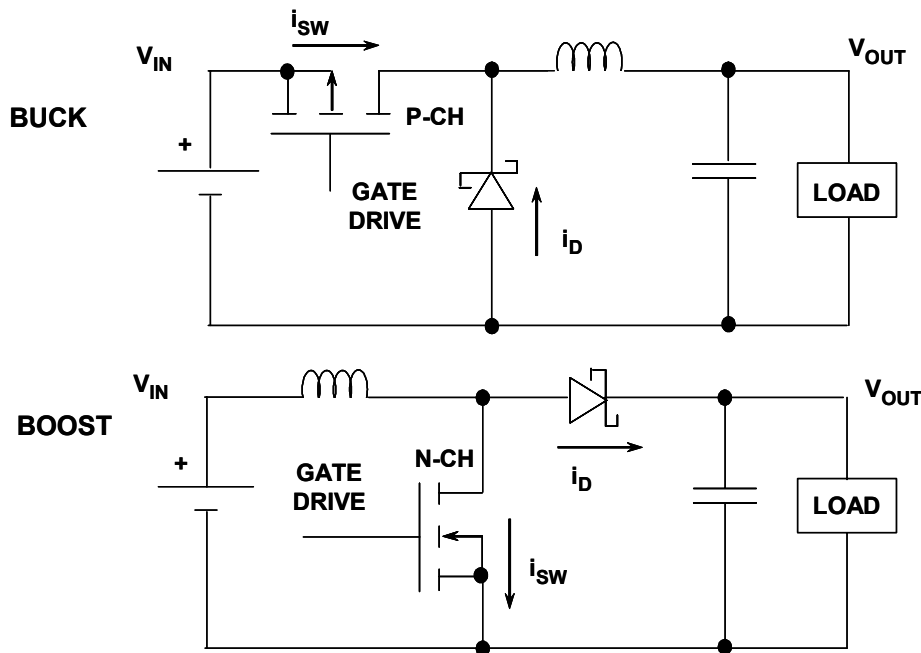 i_SW
V_IN
V_OUT
BUCK
P-CH
+
GATE
DRIVE
LOAD
i_D
V_IN
V_OUT
BOOST
N-CH
i_D
+
GATE
DRIVE
LOAD
i_SW